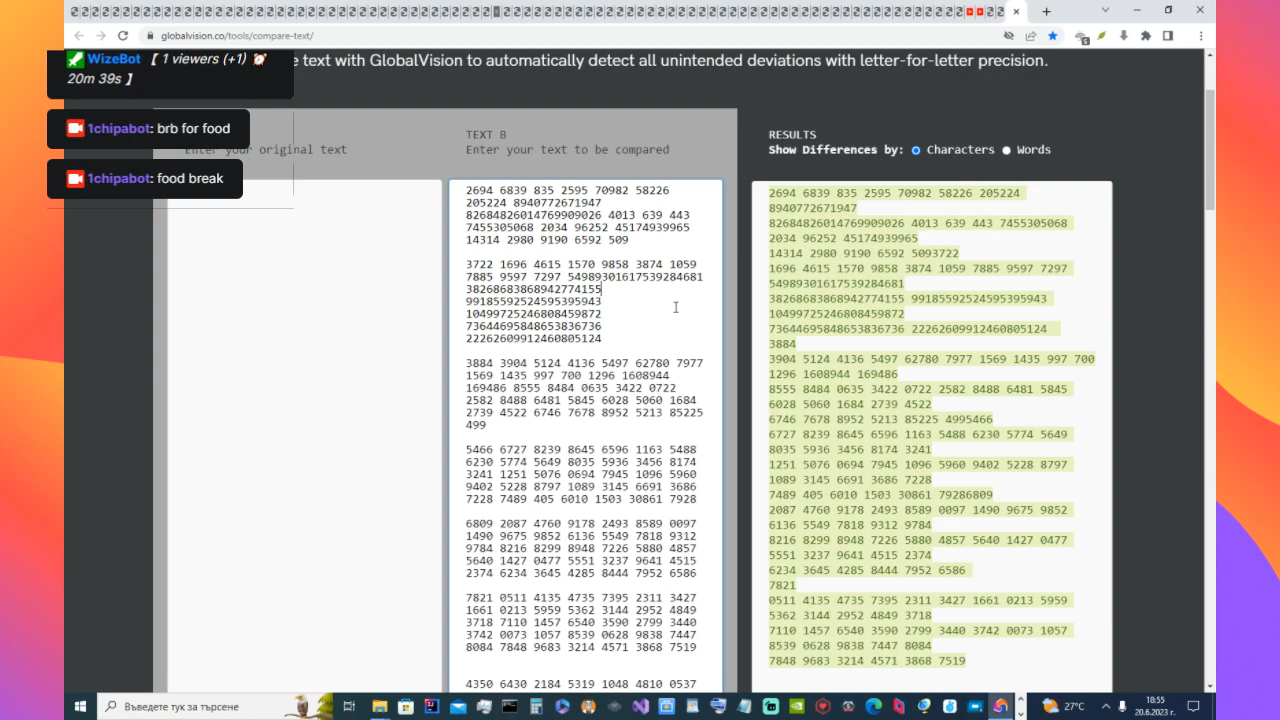 globalvision.co/tools/compare-text/
WizeBot 【 1 viewers (+1) ⏰
20m 39s 】
e text with GlobalVision to automatically detect all unintended deviations with letter-for-letter precision.
1chipabot: brb for food
Enter your original text
1chipabot: food break
TEXT B
Enter your text to be compared
2694 6839 835 2595 70982 58226
205224 8940772671947
82684826014769909026 4013 639 443
7455305068 2034 96252 45174939965
14314 2980 9190 6592 509
3722 1696 4615 1570 9858 3874 1059
7885 9597 7297 54989301617539284681
38268683868942774155
99185592524595395943
10499725246808459872
73644695848653836736
22262609912460805124
3884 3904 5124 4136 5497 62780 7977
1569 1435 997 700 1296 1608944
169486 8555 8484 0635 3422 0722
2582 8488 6481 5845 6028 5060 1684
2739 4522 6746 7678 8952 5213 85225
499
5466 6727 8239 8645 6596 1163 5488
6230 5774 5649 8035 5936 3456 8174
3241 1251 5076 0694 7945 1096 5960
9402 5228 8797 1089 3145 6691 3686
7228 7489 405 6010 1503 30861 7928
6809 2087 4760 9178 2493 8589 0097
1490 9675 9852 6136 5549 7818 9312
9784 8216 8299 8948 7226 5880 4857
5640 1427 0477 5551 3237 9641 4515
2374 6234 3645 4285 8444 7952 6586
7821 0511 4135 4735 7395 2311 3427
1661 0213 5959 5362 3144 2952 4849
3718 7110 1457 6540 3590 2799 3440
3742 0073 1057 8539 0628 9838 7447
8084 7848 9683 3214 4571 3868 7519
4350 6430 2184 5319 1048 4810 0537
RESULTS
Show Differences by: Characters Words
2694 6839 835 2595 70982 58226 205224
8940772671947
82684826014769909026 4013 639 443 7455305068
2034 96252 45174939965
14314 2980 9190 6592 5093722
1696 4615 1570 9858 3874 1059 7885 9597 7297
54989301617539284681
38268683868942774155 99185592524595395943
10499725246808459872
73644695848653836736 22262609912460805124
3884
3904 5124 4136 5497 62780 7977 1569 1435 997 700
1296 1608944 169486
8555 8484 0635 3422 0722 2582 8488 6481 5845
6028 5060 1684 2739 4522
6746 7678 8952 5213 85225 4995466
6727 8239 8645 6596 1163 5488 6230 5774 5649
8035 5936 3456 8174 3241
1251 5076 0694 7945 1096 5960 9402 5228 8797
1089 3145 6691 3686 7228
7489 405 6010 1503 30861 79286809
2087 4760 9178 2493 8589 0097 1490 9675 9852
6136 5549 7818 9312 9784
8216 8299 8948 7226 5880 4857 5640 1427 0477
5551 3237 9641 4515 2374
6234 3645 4285 8444 7952 6586
7821
0511 4135 4735 7395 2311 3427 1661 0213 5959
5362 3144 2952 4849 3718
7110 1457 6540 3590 2799 3440 3742 0073 1057
8539 0628 9838 7447 8084
7848 9683 3214 4571 3868 7519
Въведете тук за търсене
27°C
18:55
20.6.2023 г.